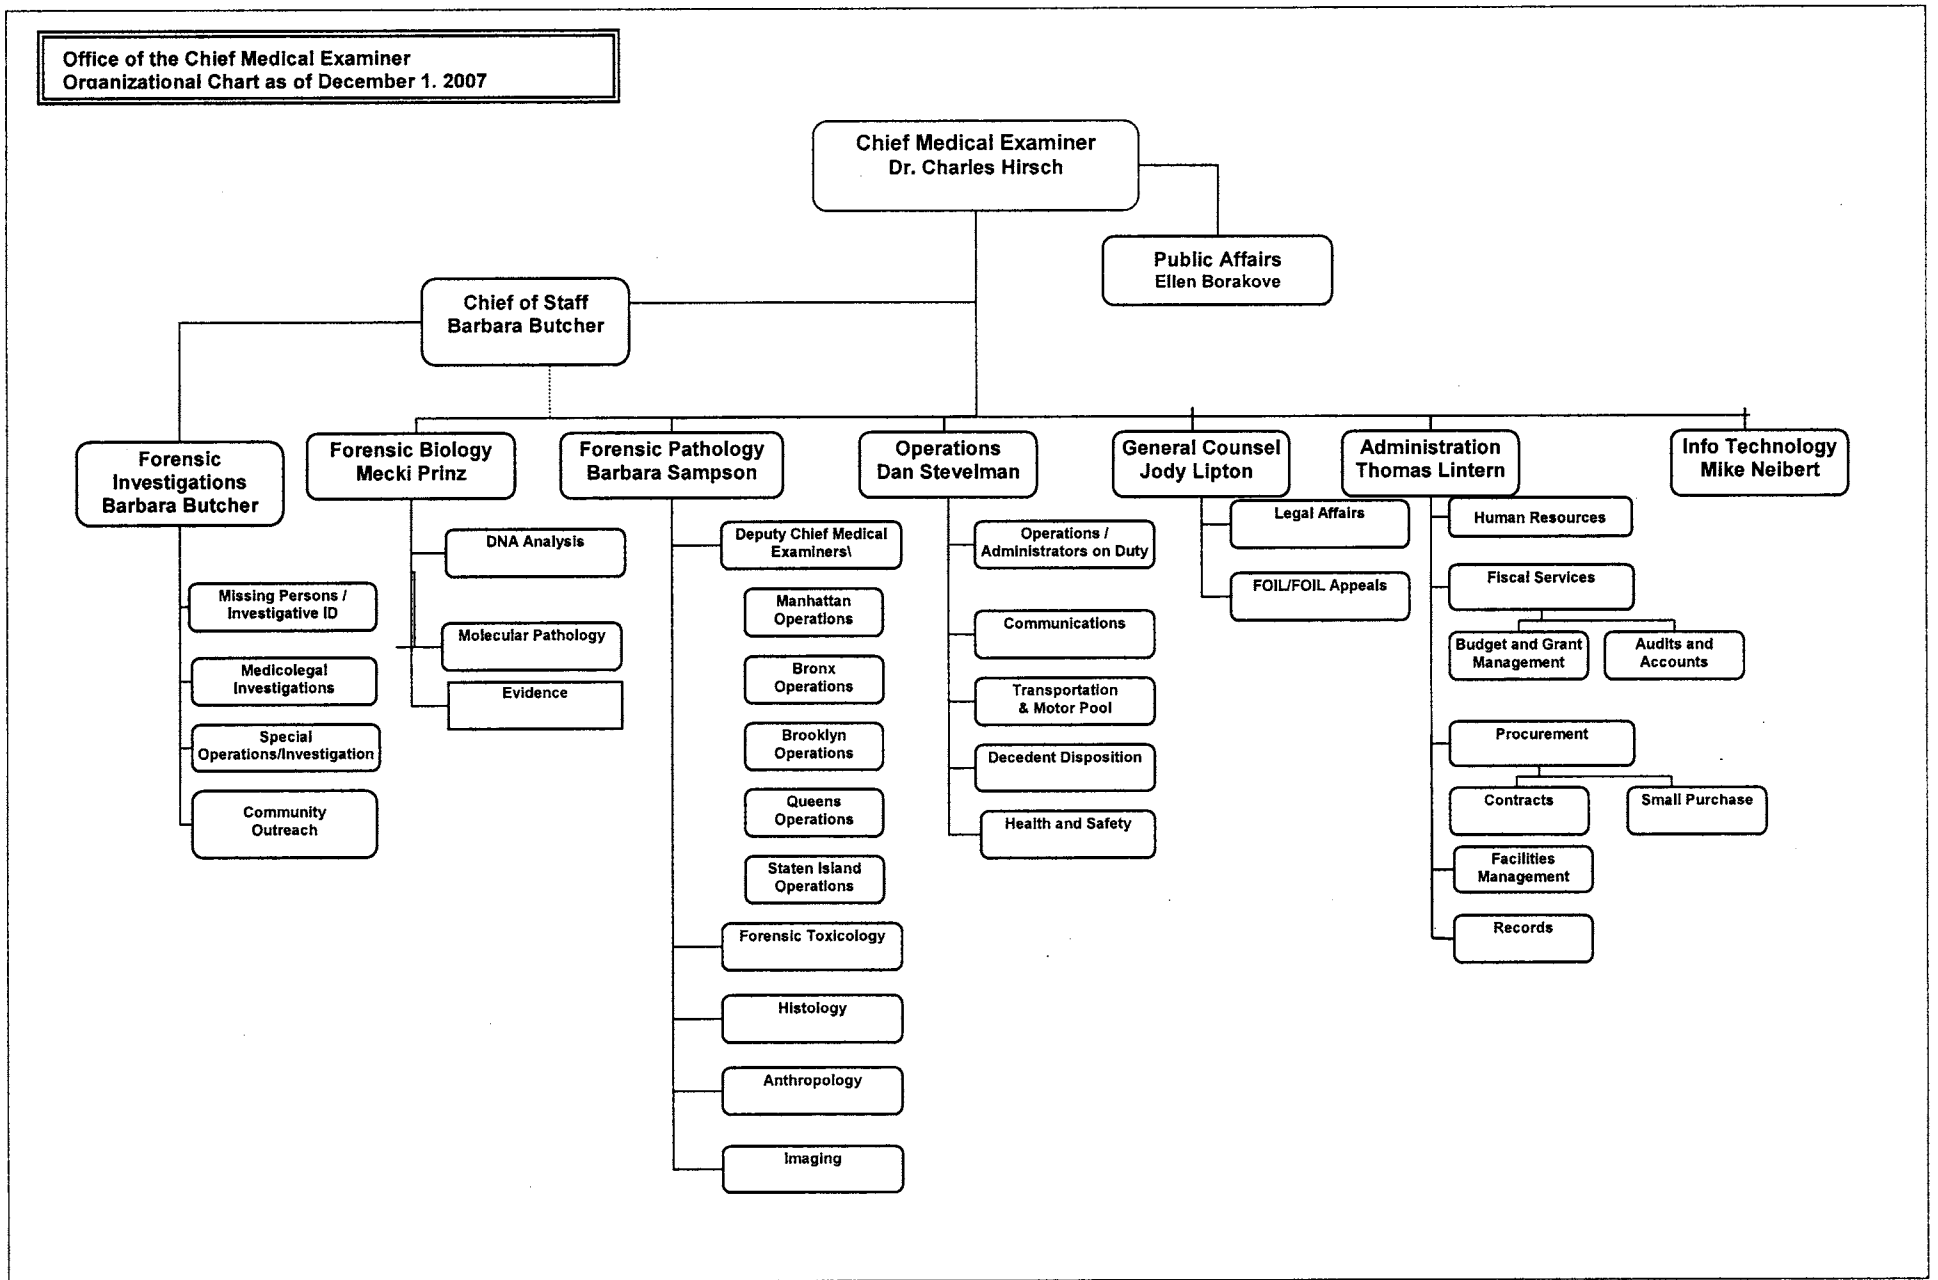 Office of the Chief Medical Examiner
Organizational Chart as of December 1. 2007
Chief Medical Examiner
Dr. Charles Hirsch
Public Affairs
Ellen Borakove
Chief of Staff
Barbara Butcher
Forensic
Investigations
Barbara Butcher
Missing Persons /
Investigative ID
Medicolegal
Investigations
Special
Operations/Investigation
Community
Outreach
Forensic Biology
Mecki Prinz
DNA Analysis
Molecular Pathology
Evidence
Forensic Pathology
Barbara Sampson
Deputy Chief Medical
Examiners\
Manhattan
Operations
Bronx
Operations
Brooklyn
Operations
Queens
Operations
Staten Island
Operations
Forensic Toxicology
Histology
Anthropology
Imaging
Operations
Dan Stevelman
Operations /
Administrators on Duty
Communications
Transportation
& Motor Pool
Decedent Disposition
Health and Safety
General Counsel
Jody Lipton
Legal Affairs
FOIL/FOIL Appeals
Administration
Thomas Lintern
Human Resources
Fiscal Services
Budget and Grant
Management
Audits and
Accounts
Procurement
Contracts
Small Purchase
Facilities
Management
Records
Info Technology
Mike Neibert